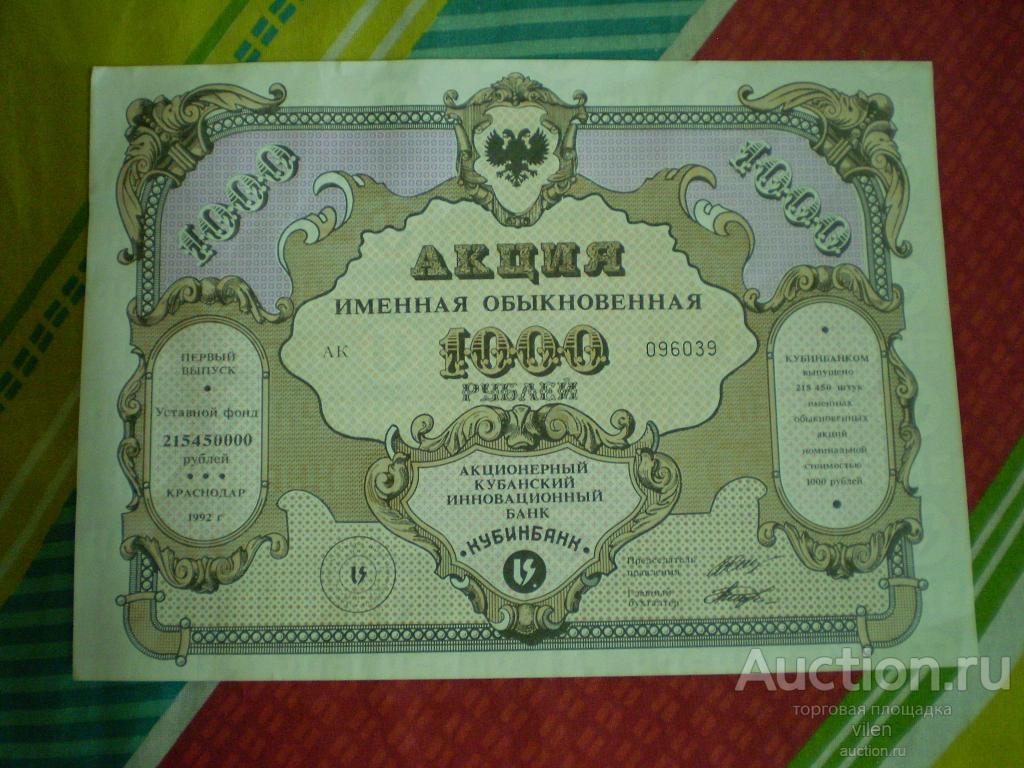 1000
1000
АКЦИЯ
ИМЕННАЯ ОБЫКНОВЕННАЯ
АК 1000 096039
РУБЛЕЙ
ПЕРВЫЙ
ВЫПУСК
Уставной фонд
215450000
рублей
КРАСНОДАР
1992 г
КУБИНБАНКОМ
выпущено
215 450 штук
именных
обыкновенных
акций
номинальной
стоимостью
1000 рублей
АКЦИОНЕРНЫЙ
КУБАНСКИЙ
ИННОВАЦИОННЫЙ
БАНК
·КУБИНБАНК·
Председатель
правления
Главный
бухгалтер
Auction.ru
торговая площадка
vilen
auction.ru